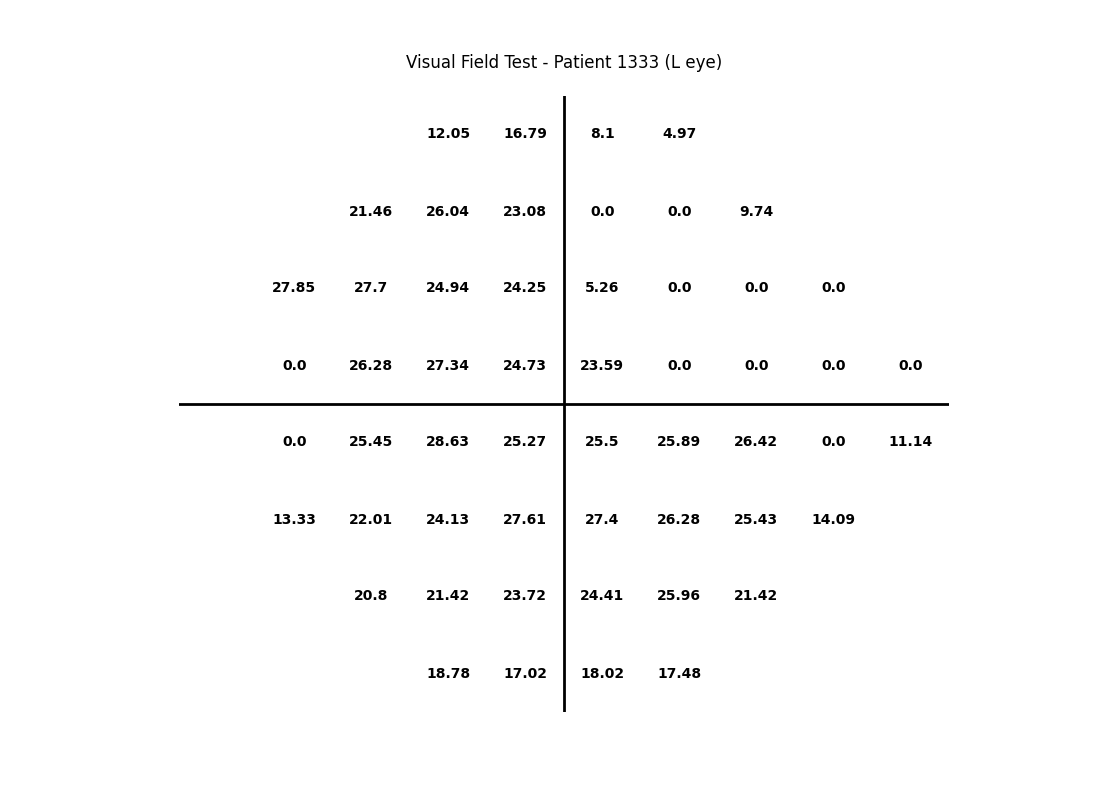 Visual Field Test - Patient 1333 (L eye)
12.05 16.79 8.1 4.97
21.46 26.04 23.08 0.0 0.0 9.74
27.85 27.7 24.94 24.25 5.26 0.0 0.0 0.0
0.0 26.28 27.34 24.73 23.59 0.0 0.0 0.0 0.0
0.0 25.45 28.63 25.27 25.5 25.89 26.42 0.0 11.14
13.33 22.01 24.13 27.61 27.4 26.28 25.43 14.09
20.8 21.42 23.72 24.41 25.96 21.42
18.78 17.02 18.02 17.48